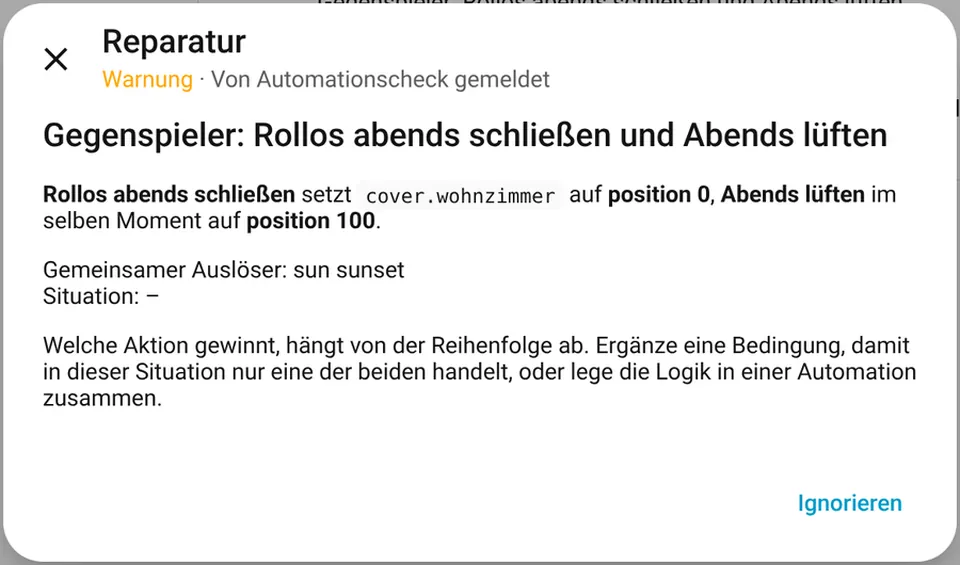 Reparatur
Warnung · Von Automationscheck gemeldet
Gegenspieler: Rollos abends schließen und Abends lüften
Rollos abends schließen setzt cover.wohnzimmer auf position 0, Abends lüften im
selben Moment auf position 100.
Gemeinsamer Auslöser: sun sunset
Situation: –
Welche Aktion gewinnt, hängt von der Reihenfolge ab. Ergänze eine Bedingung, damit
in dieser Situation nur eine der beiden handelt, oder lege die Logik in einer Automation
zusammen.
Ignorieren